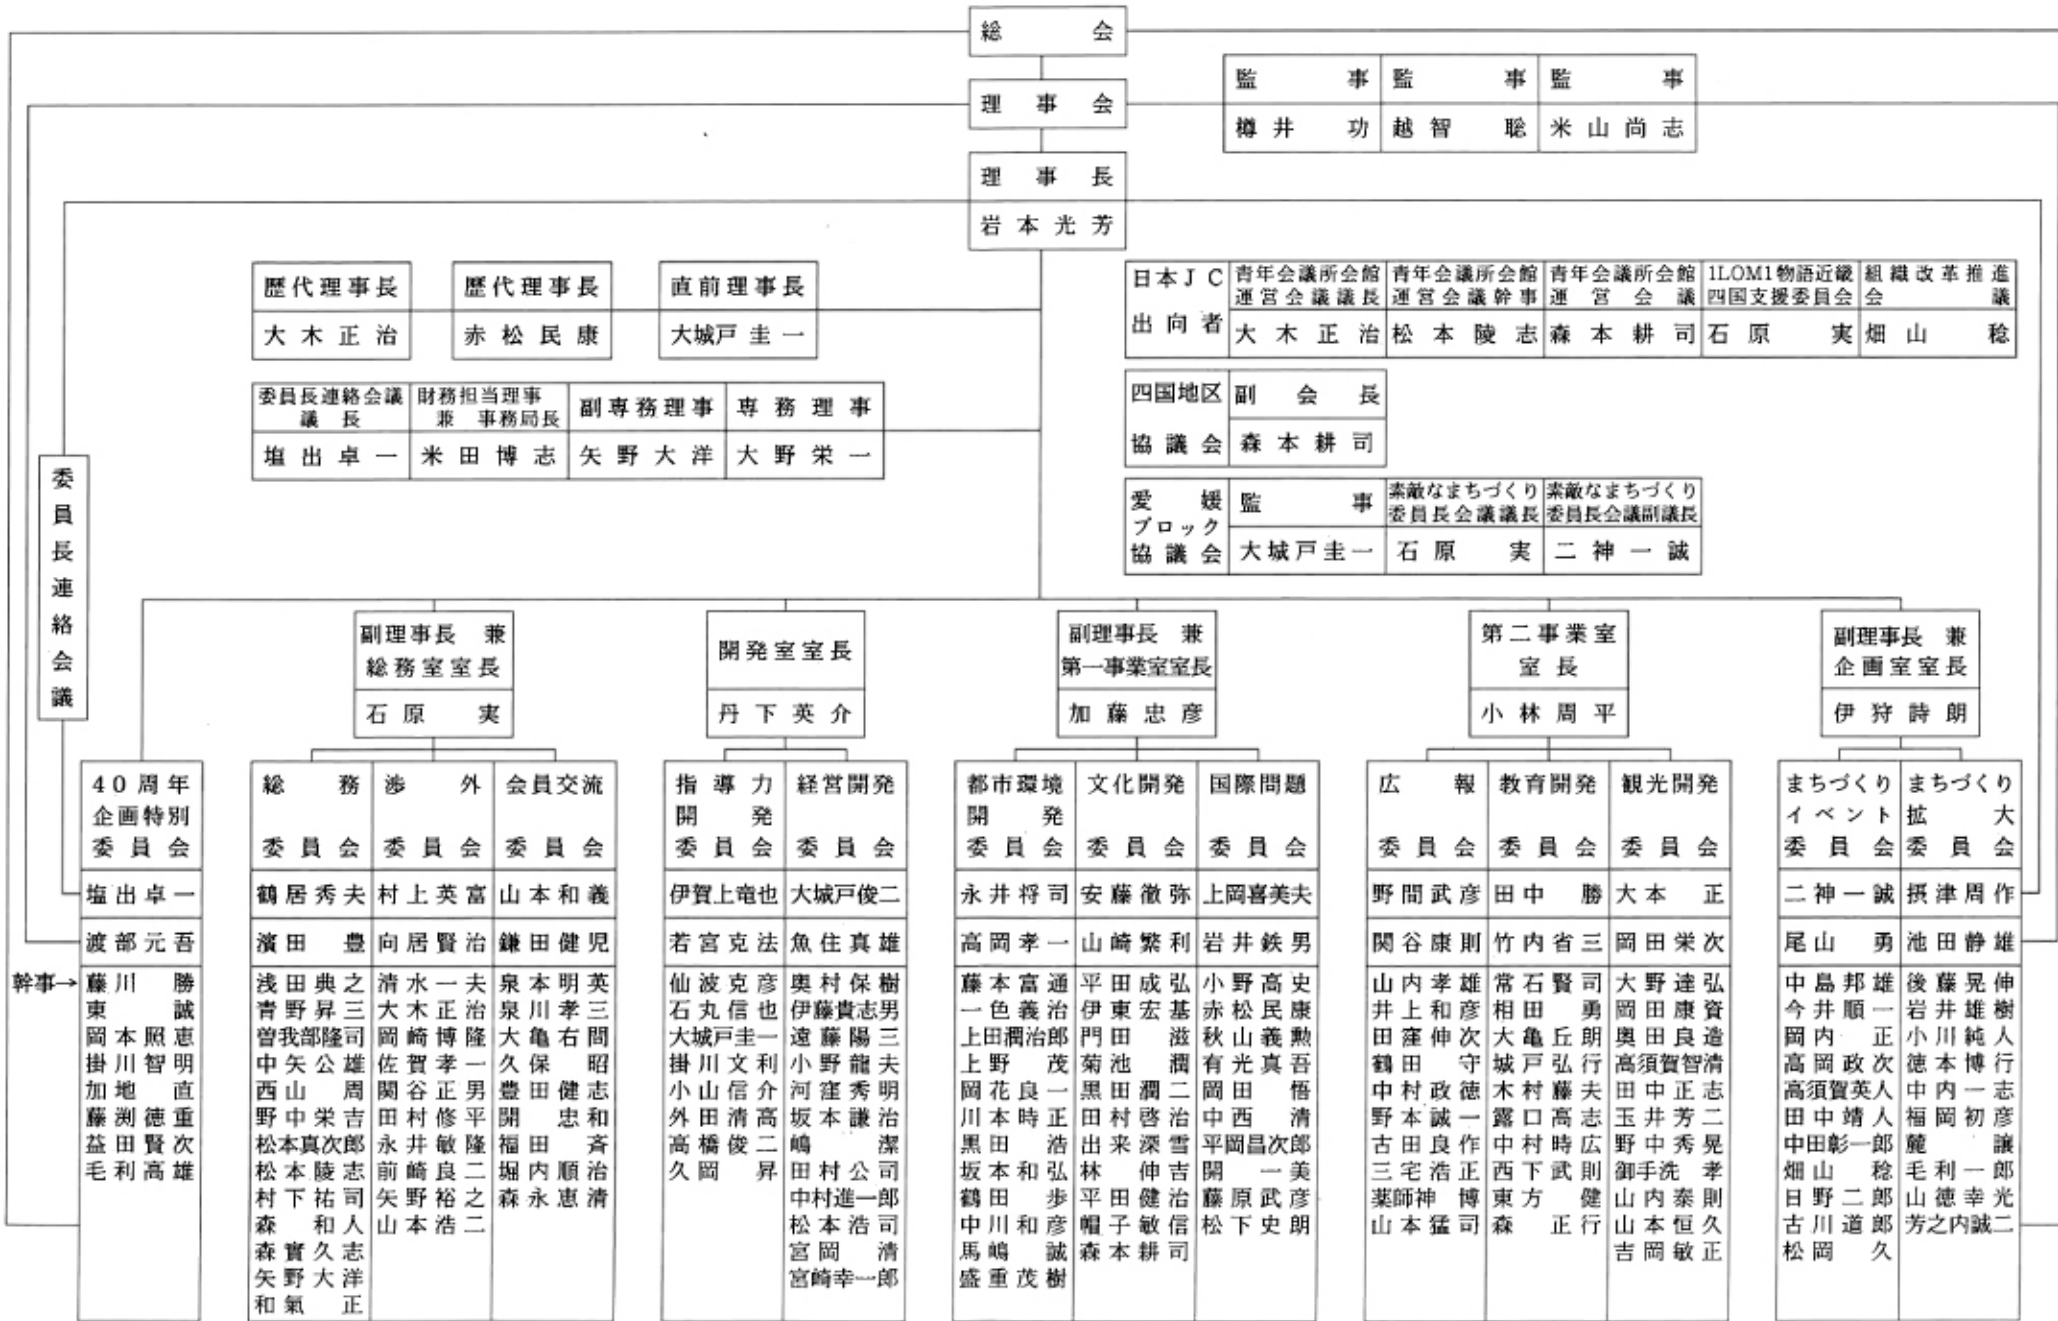 総会
理事会
監事 監事 監事
樽井功 越智聡 米山尚志
理事長
岩本光芳
歴代理事長 歴代理事長 直前理事長
大木正治 赤松民康 大城戸圭一
日本JC出向者
青年会議所会館運営会議議長 青年会議所会館運営会議幹事 青年会議所会館運営会議 1LOM1物語近畿四国支援委員会 組織改革推進会議
大木正治 松本陵志 森本耕司 石原実 畑山稔
委員長連絡会議議長 財務担当理事兼事務局長 副専務理事 専務理事
塩出卓一 米田博志 矢野大洋 大野栄一
四国地区協議会
副会長
森本耕司
愛媛ブロック協議会
監事 素敵なまちづくり委員長会議議長 素敵なまちづくり委員長会議副議長
大城戸圭一 石原実 二神一誠
委員長連絡会議
副理事長 兼 総務室室長
石原実
開発室室長
丹下英介
副理事長 兼 第一事業室室長
加藤忠彦
第二事業室室長
小林周平
副理事長 兼 企画室室長
伊狩詩朗
40周年企画特別委員会
塩出卓一
渡部元吾
幹事→
藤川勝
東誠
岡本照恵
掛川智明
加地直
藤渕徳重
益田賢次
毛利高雄
総務委員会
鶴居秀夫
濱田豊
浅田典之
青野昇三
曽我部隆司
中矢公雄
西山周
野中栄吉
松本真次郎
松本陵志
村下祐司
森和人
森實久志
矢野大洋
和氣正
渉外委員会
村上英富
向居賢治
清水一夫
大木正治
岡崎博隆
佐賀孝一
関谷正男
田村修平
永井敏隆
前崎良二
矢野裕之
山本浩二
会員交流委員会
山本和義
鎌田健児
泉本明英
泉川孝三
大亀右間
久保昭
豊田健志
開忠和
福田斉
堀内順治
森永恵清
指導力開発委員会
伊賀上竜也
若宮克法
仙波克彦
石丸信也
大城戸圭一
掛川文利
小山信介
外田清高
高橋俊二
久岡昇
経営開発委員会
大城戸俊二
魚住真雄
奥村保樹
伊藤貴志男
遠藤陽三
小野龍夫
河窪秀明
坂本謙治
嶋潔
田村公司
中村進一郎
松本浩司
宮岡清
宮崎幸一郎
都市環境開発委員会
永井将司
高岡孝一
藤本富通
一色義治
上田潤治郎
上野茂
岡花良一
川本時正
黒田浩
坂本和弘
鶴田歩
中川和彦
馬嶋誠
盛重茂樹
文化開発委員会
安藤徹弥
山崎繁利
平田成弘
伊東宏基
門田滋
菊池潤
黒田潤二
田村啓治
出来深雪
林伸吉
平田健治
帽子敏信
森本耕司
国際問題委員会
上岡喜美夫
岩井鉄男
小野高史
赤松民康
秋山義勲
有光真吾
岡田悟
中西清
平岡昌次郎
開一美
藤原武彦
松下史朗
広報委員会
野間武彦
関谷康則
山内孝雄
井上和彦
田窪伸次
鶴田守
中村政徳
野本誠一
古田良作
三宅浩正
薬師神博
山本猛司
教育開発委員会
田中勝
竹内省三
常石賢司
相田勇
大亀丘朗
城戸弘行
木村藤夫
露口高志
中村時広
西下武則
東方健
森正行
観光開発委員会
大本正
岡田栄次
大野達弘
岡田康資
奥田良造
高須賀智清
田中正志
玉井芳二
野中秀晃
御手洗孝
山内泰則
山本恒久
吉岡敏正
まちづくりイベント委員会
二神一誠
尾山勇
中島邦雄
今井順一
岡内正
高岡政次
高須賀英人
田中靖人
中田彰一郎
畑山稔
日野二郎
古川道郎
松岡久
まちづくり拡大委員会
摂津周作
池田静雄
後藤晃伸
岩井雄樹
小川純人
徳本博行
中内一志
福岡初彦
麓譲
毛利一郎
山徳幸光
芳之内誠二